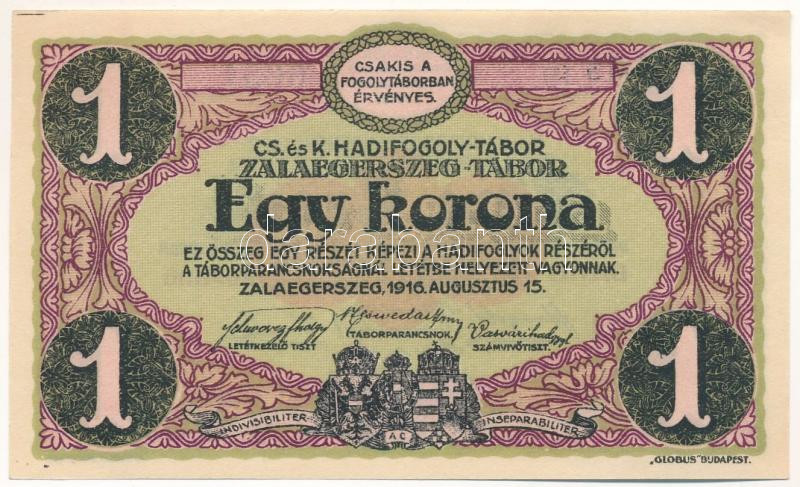 1 1
CSAKIS A
FOGOLYTÁBORBAN
ÉRVÉNYES.
CS. és K. HADIFOGOLY-TÁBOR
ZALAEGERSZEG-TÁBOR
Egy korona
darabanth
EZ ÖSSZEG EGY RÉSZÉT KÉPEZI A HADIFOGLYOK RÉSZÉRŐL
A TÁBORPARANCSNOKSÁGNÁL LETÉTBE HELYEZETT VAGYONNAK.
ZALAEGERSZEG, 1916. AUGUSZTUS 15.
LETÉTKEZELŐ TISZT
TÁBORPARANCSNOK.
SZÁMVIVŐTISZT.
1 1
INDIVISIBILITER
AC
INSEPARABILITER
„GLOBUS" BUDAPEST.